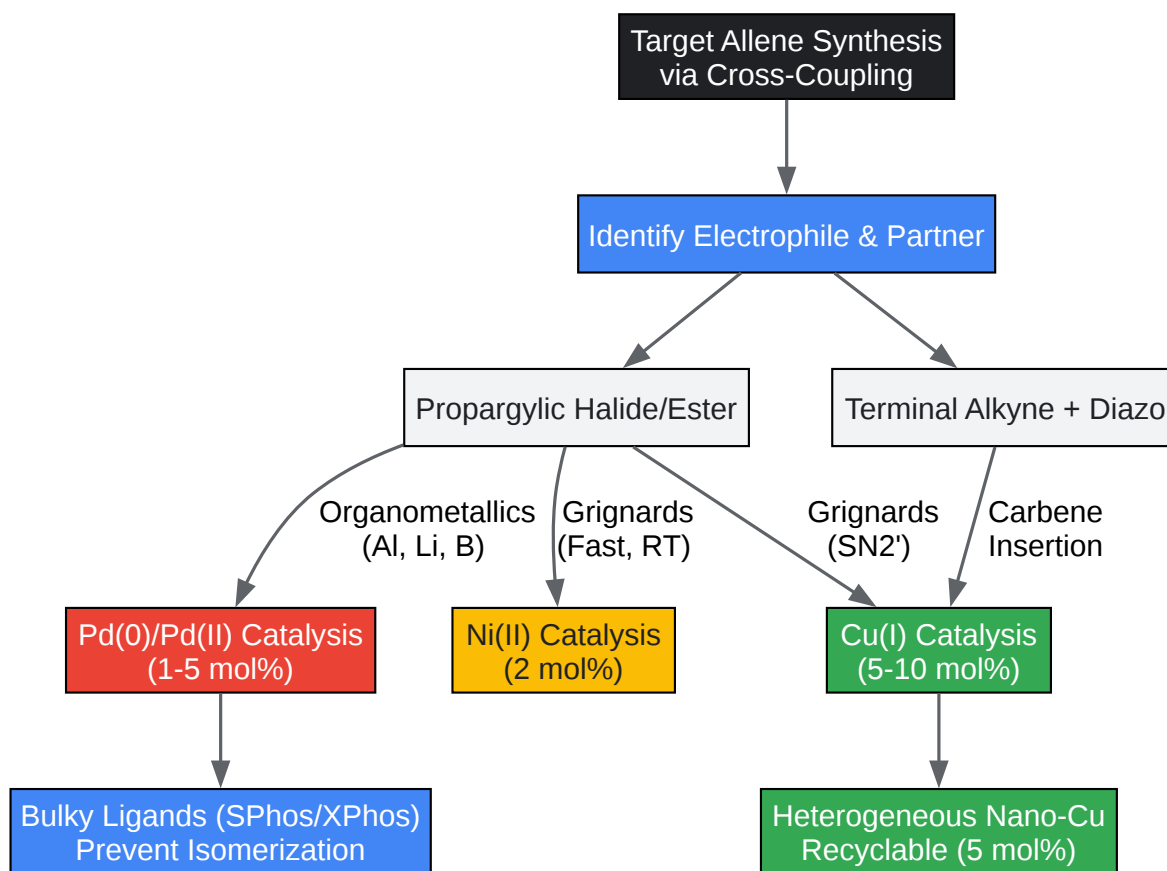 Target Allene Synthesis
via Cross-Coupling
Identify Electrophile & Partner
Propargylic Halide/Ester
Terminal Alkyne + Diazo
Organometallics
(Al, Li, B)
Grignards
(Fast, RT)
Grignards
(SN2')
Carbene
Insertion
Pd(0)/Pd(II) Catalysis
(1-5 mol%)
Ni(II) Catalysis
(2 mol%)
Cu(I) Catalysis
(5-10 mol%)
Bulky Ligands (SPhos/XPhos)
Prevent Isomerization
Heterogeneous Nano-Cu
Recyclable (5 mol%)